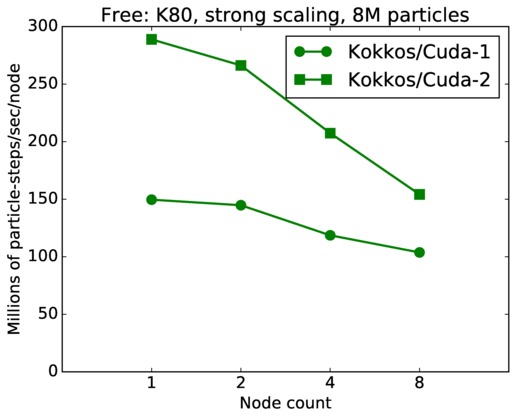 Free: K80, strong scaling, 8M particles
Kokkos/Cuda-1
Kokkos/Cuda-2
Millions of particle-steps/sec/node
300
250
200
150
100
50
0
1 2 4 8
Node count